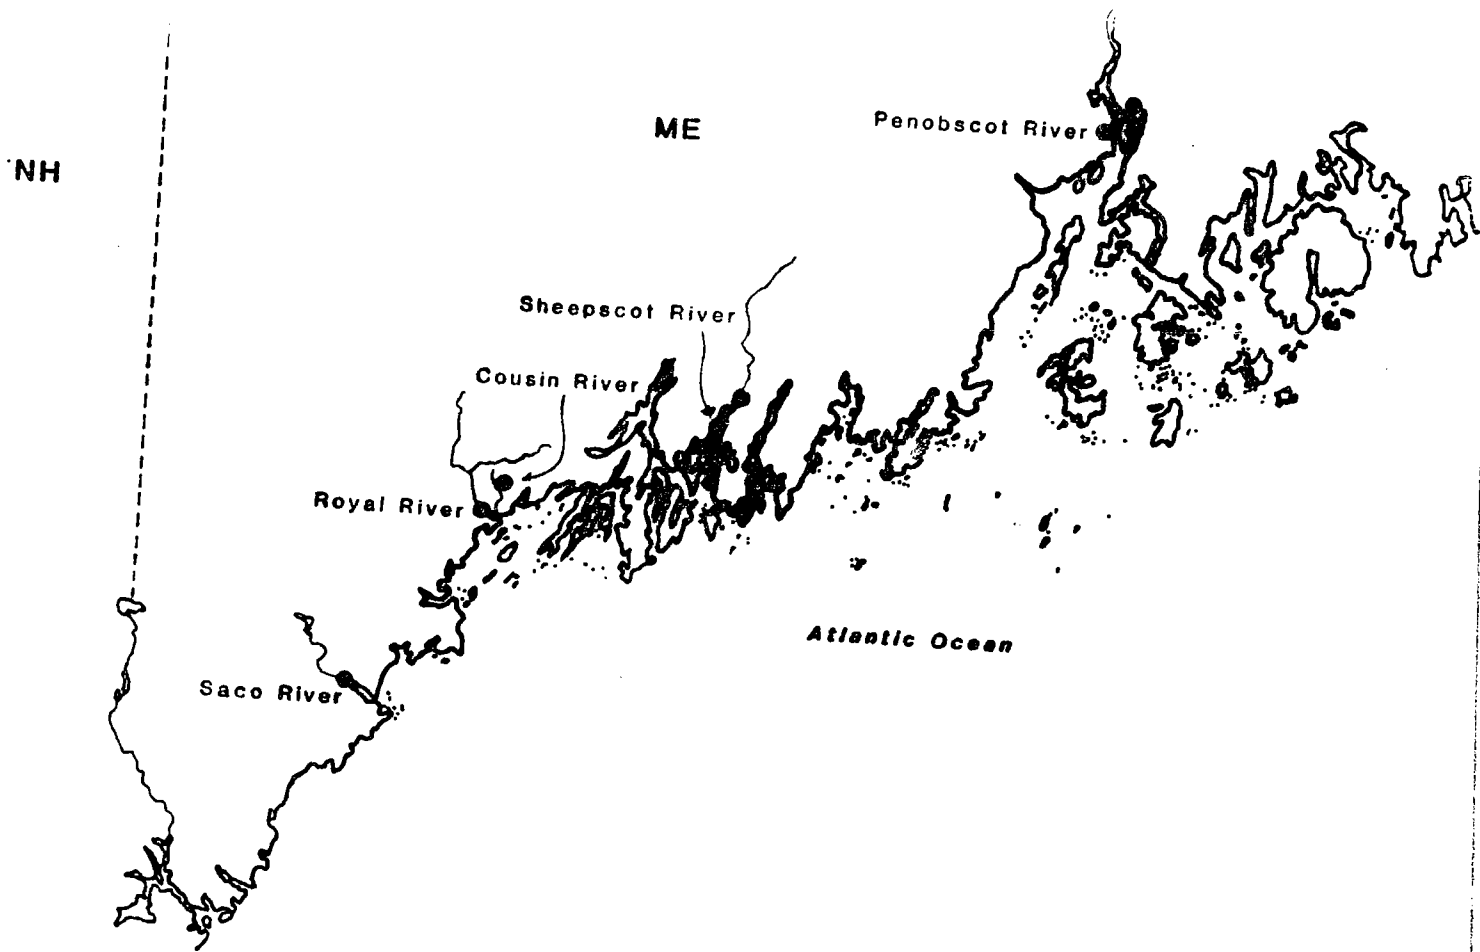 ME
Penobscot River
NH
Sheepscot River
Cousin River
Royal River
Atlantic Ocean
Saco River